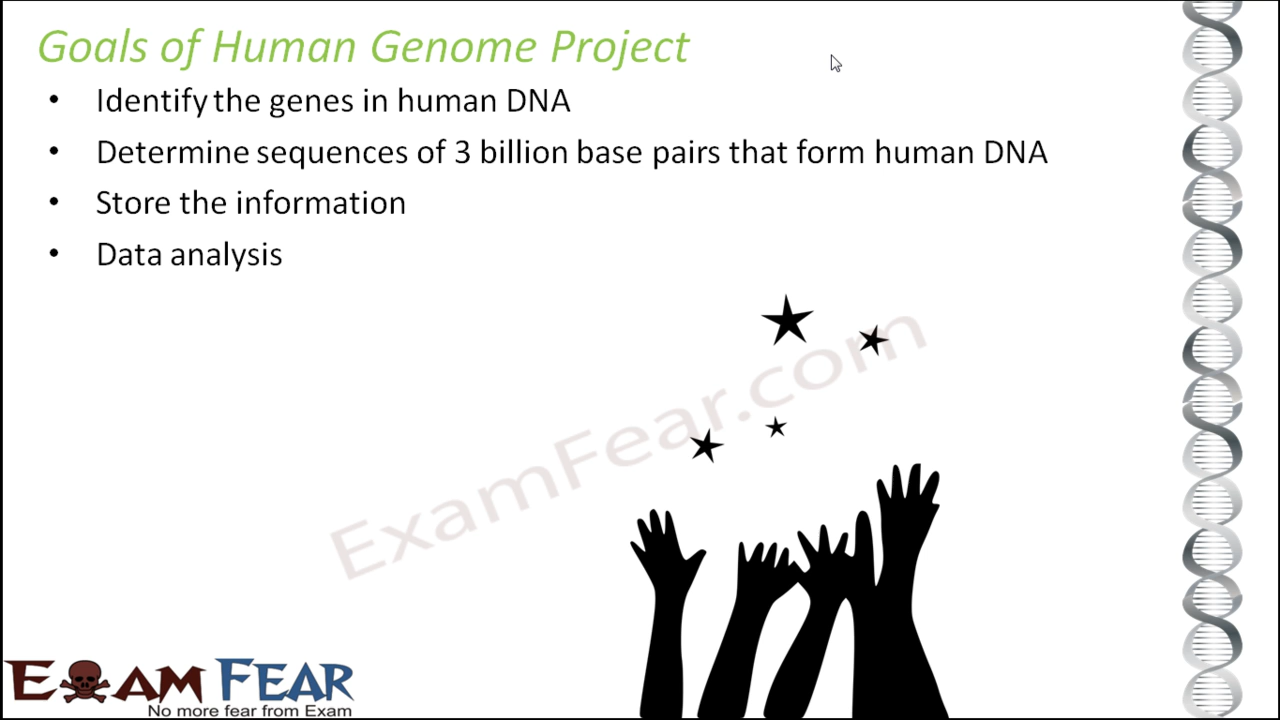 Goals of Human Genome Project
• Identify the genes in human DNA
• Determine sequences of 3 billion base pairs that form human DNA
• Store the information
• Data analysis
ExamFear.com
EXAM FEAR
No more fear from Exam